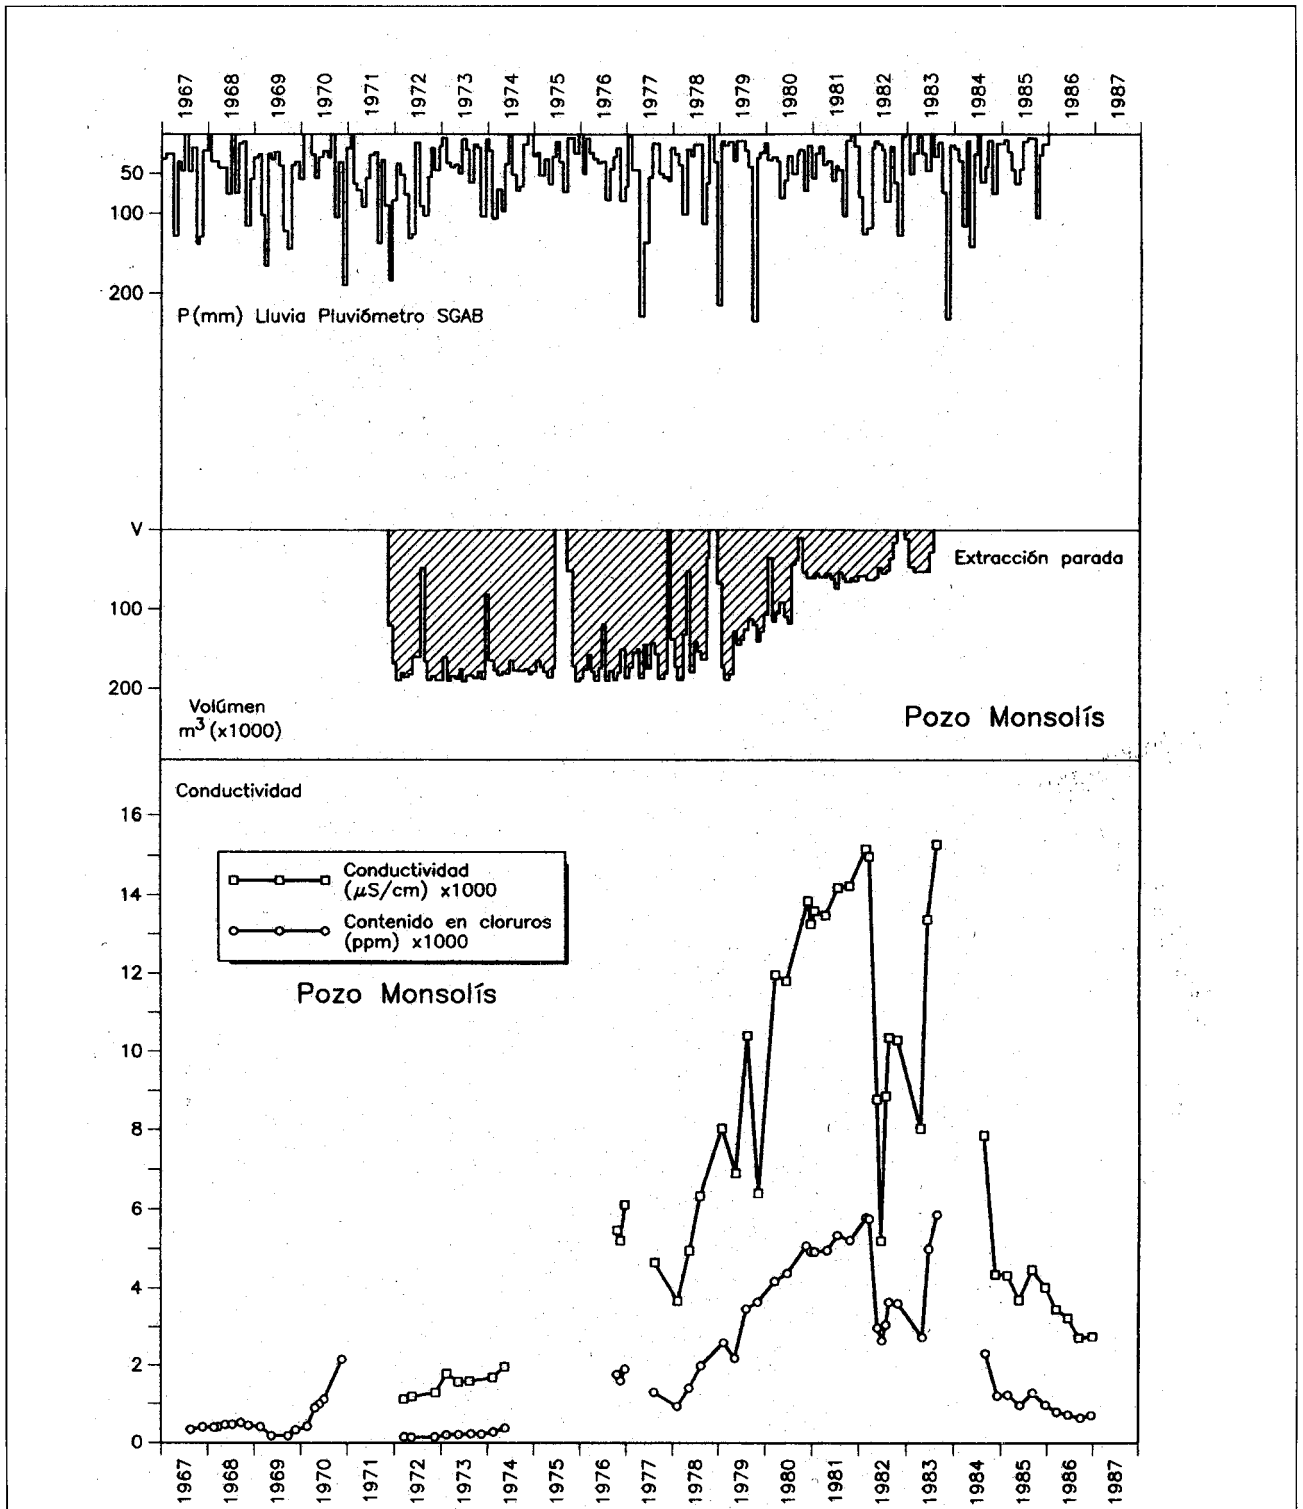 1967 1968 1969 1970 1971 1972 1973 1974 1975 1976 1977 1978 1979 1980 1981 1982 1983 1984 1985 1986 1987
50
100
200
P(mm) Lluvia Pluviómetro SGAB
V
Extracción parada
100
200
Volúmen
m³(x1000)
Pozo Monsolís
Conductividad
16
Conductividad
(μS/cm) x1000
14
Contenido en cloruros
(ppm) x1000
12
Pozo Monsolís
10
8
6
4
2
0
1967 1968 1969 1970 1971 1972 1973 1974 1975 1976 1977 1978 1979 1980 1981 1982 1983 1984 1985 1986 1987